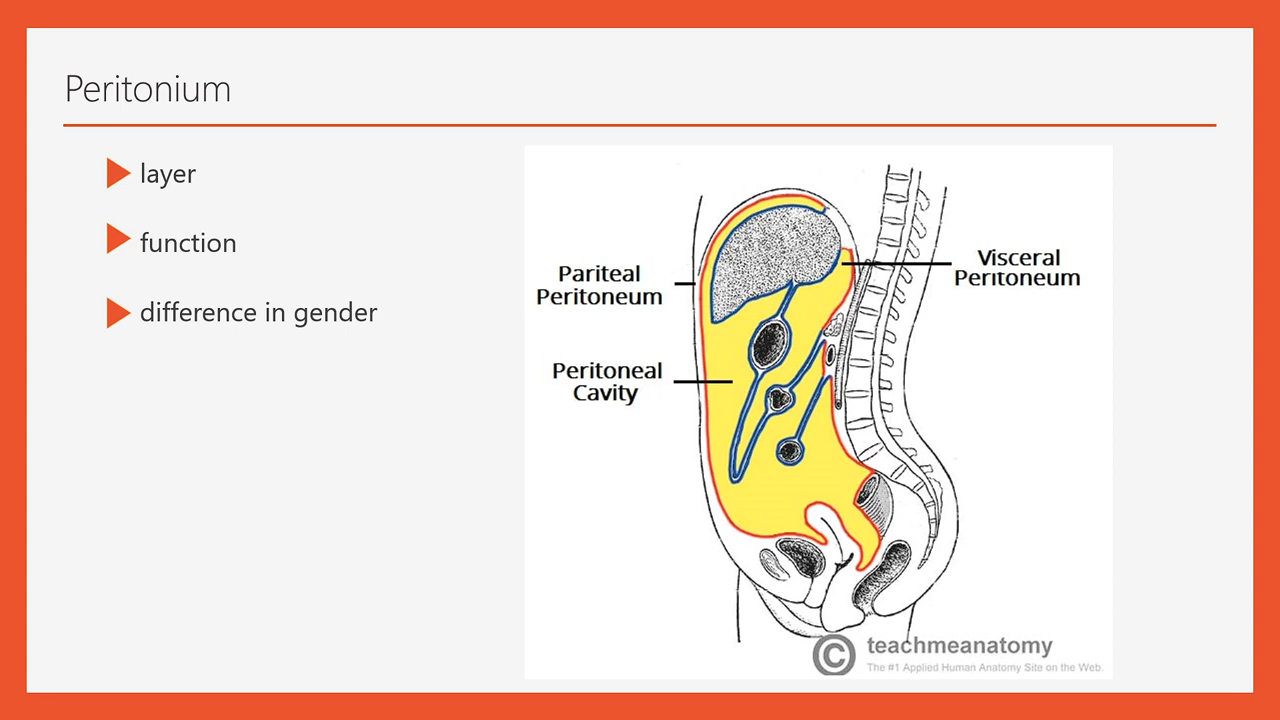 Peritonium
layer
function
difference in gender
Pariteal
Peritoneum
Visceral
Peritoneum
Peritoneal
Cavity
© teachmeanatomy
The #1 Applied Human Anatomy Site on the Web.